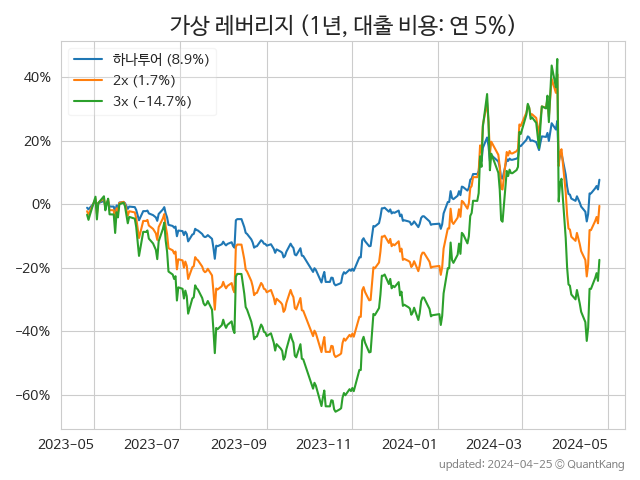 가상 레버리지 (1년, 대출 비용: 연 5%)
하나투어 (8.9%)
2x (1.7%)
3x (−14.7%)
40%
20%
0%
−20%
−40%
−60%
2023-05 2023-07 2023-09 2023-11 2024-01 2024-03 2024-05
updated: 2024-04-25 © QuantKang